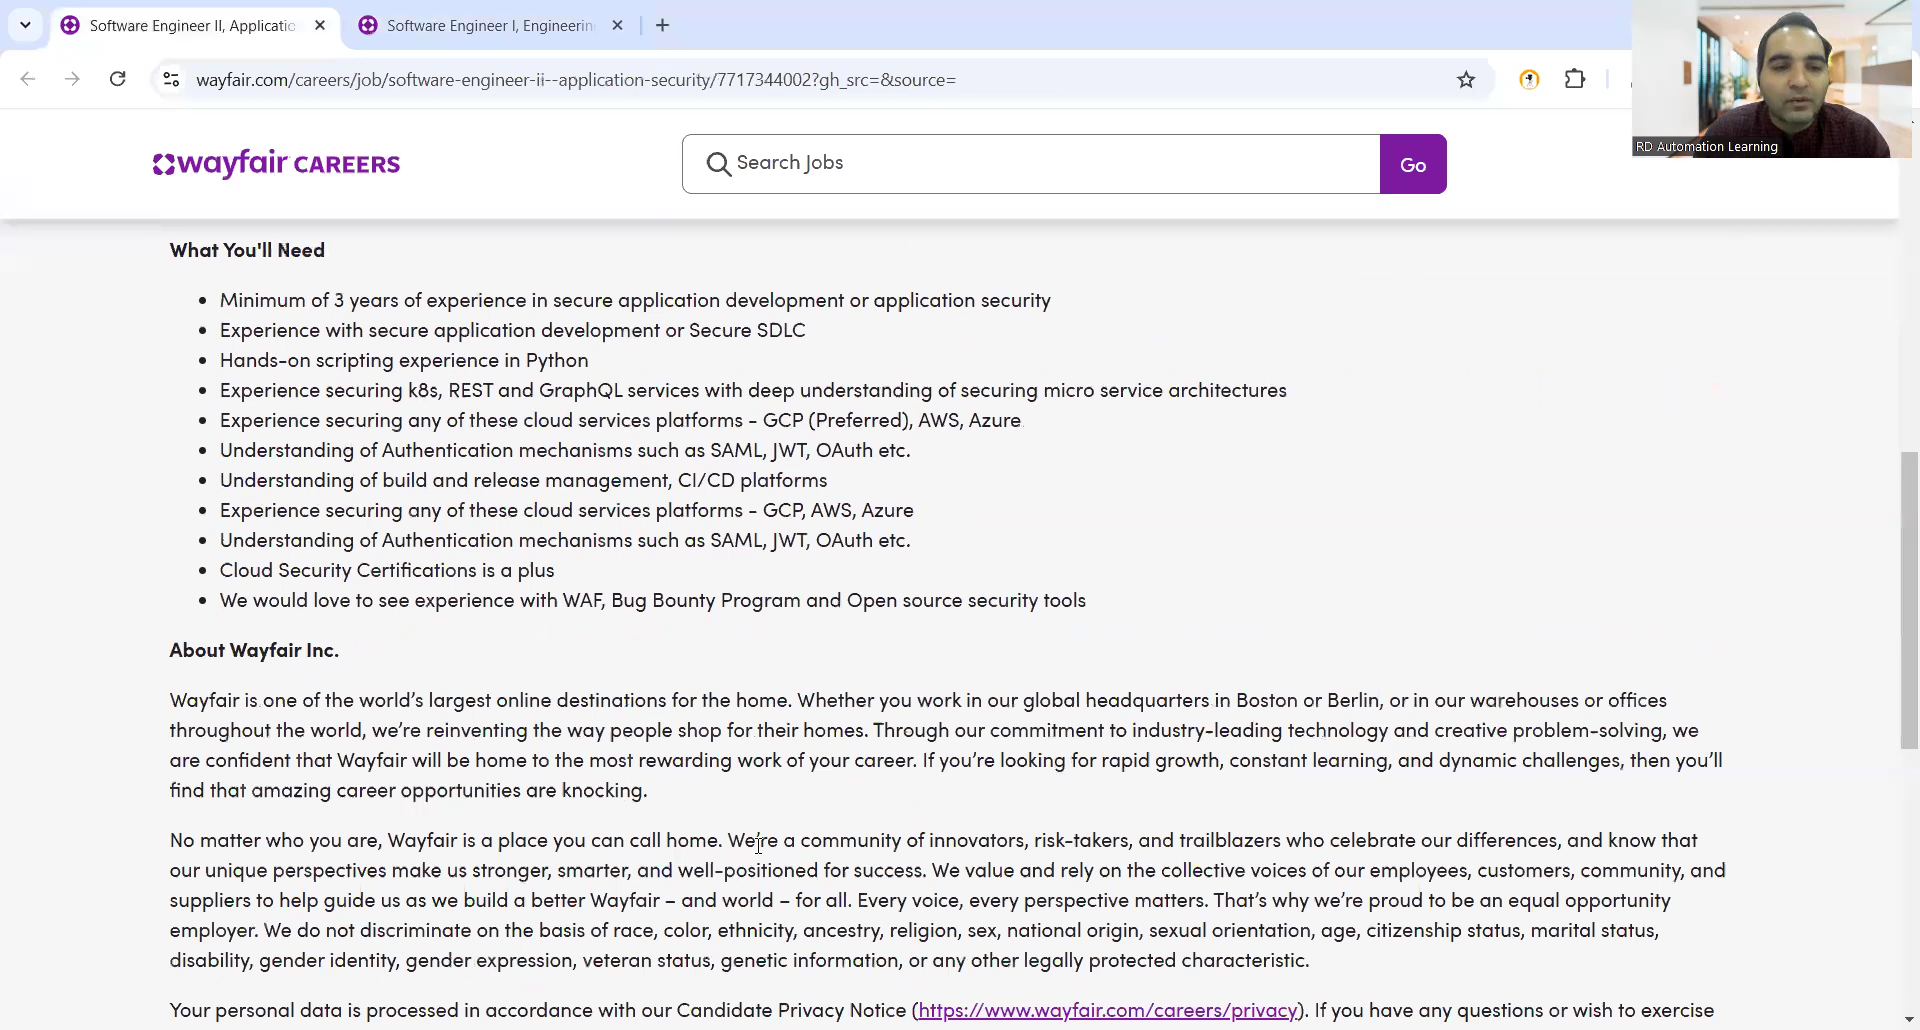 Software Engineer II, Applicatio
Software Engineer I, Engineerin
wayfair.com/careers/job/software-engineer-ii--application-security/7717344002?gh_src=&source=
RD Automation Learning
wayfair CAREERS
Search Jobs
Go
What You'll Need
Minimum of 3 years of experience in secure application development or application security
Experience with secure application development or Secure SDLC
Hands-on scripting experience in Python
Experience securing k8s, REST and GraphQL services with deep understanding of securing micro service architectures
Experience securing any of these cloud services platforms - GCP (Preferred), AWS, Azure
Understanding of Authentication mechanisms such as SAML, JWT, OAuth etc.
Understanding of build and release management, CI/CD platforms
Experience securing any of these cloud services platforms - GCP, AWS, Azure
Understanding of Authentication mechanisms such as SAML, JWT, OAuth etc.
Cloud Security Certifications is a plus
We would love to see experience with WAF, Bug Bounty Program and Open source security tools
About Wayfair Inc.
Wayfair is one of the world’s largest online destinations for the home. Whether you work in our global headquarters in Boston or Berlin, or in our warehouses or offices
throughout the world, we’re reinventing the way people shop for their homes. Through our commitment to industry-leading technology and creative problem-solving, we
are confident that Wayfair will be home to the most rewarding work of your career. If you’re looking for rapid growth, constant learning, and dynamic challenges, then you’ll
find that amazing career opportunities are knocking.
No matter who you are, Wayfair is a place you can call home. We’re a community of innovators, risk-takers, and trailblazers who celebrate our differences, and know that
our unique perspectives make us stronger, smarter, and well-positioned for success. We value and rely on the collective voices of our employees, customers, community, and
suppliers to help guide us as we build a better Wayfair – and world – for all. Every voice, every perspective matters. That’s why we’re proud to be an equal opportunity
employer. We do not discriminate on the basis of race, color, ethnicity, ancestry, religion, sex, national origin, sexual orientation, age, citizenship status, marital status,
disability, gender identity, gender expression, veteran status, genetic information, or any other legally protected characteristic.
Your personal data is processed in accordance with our Candidate Privacy Notice (https://www.wayfair.com/careers/privacy). If you have any questions or wish to exercise